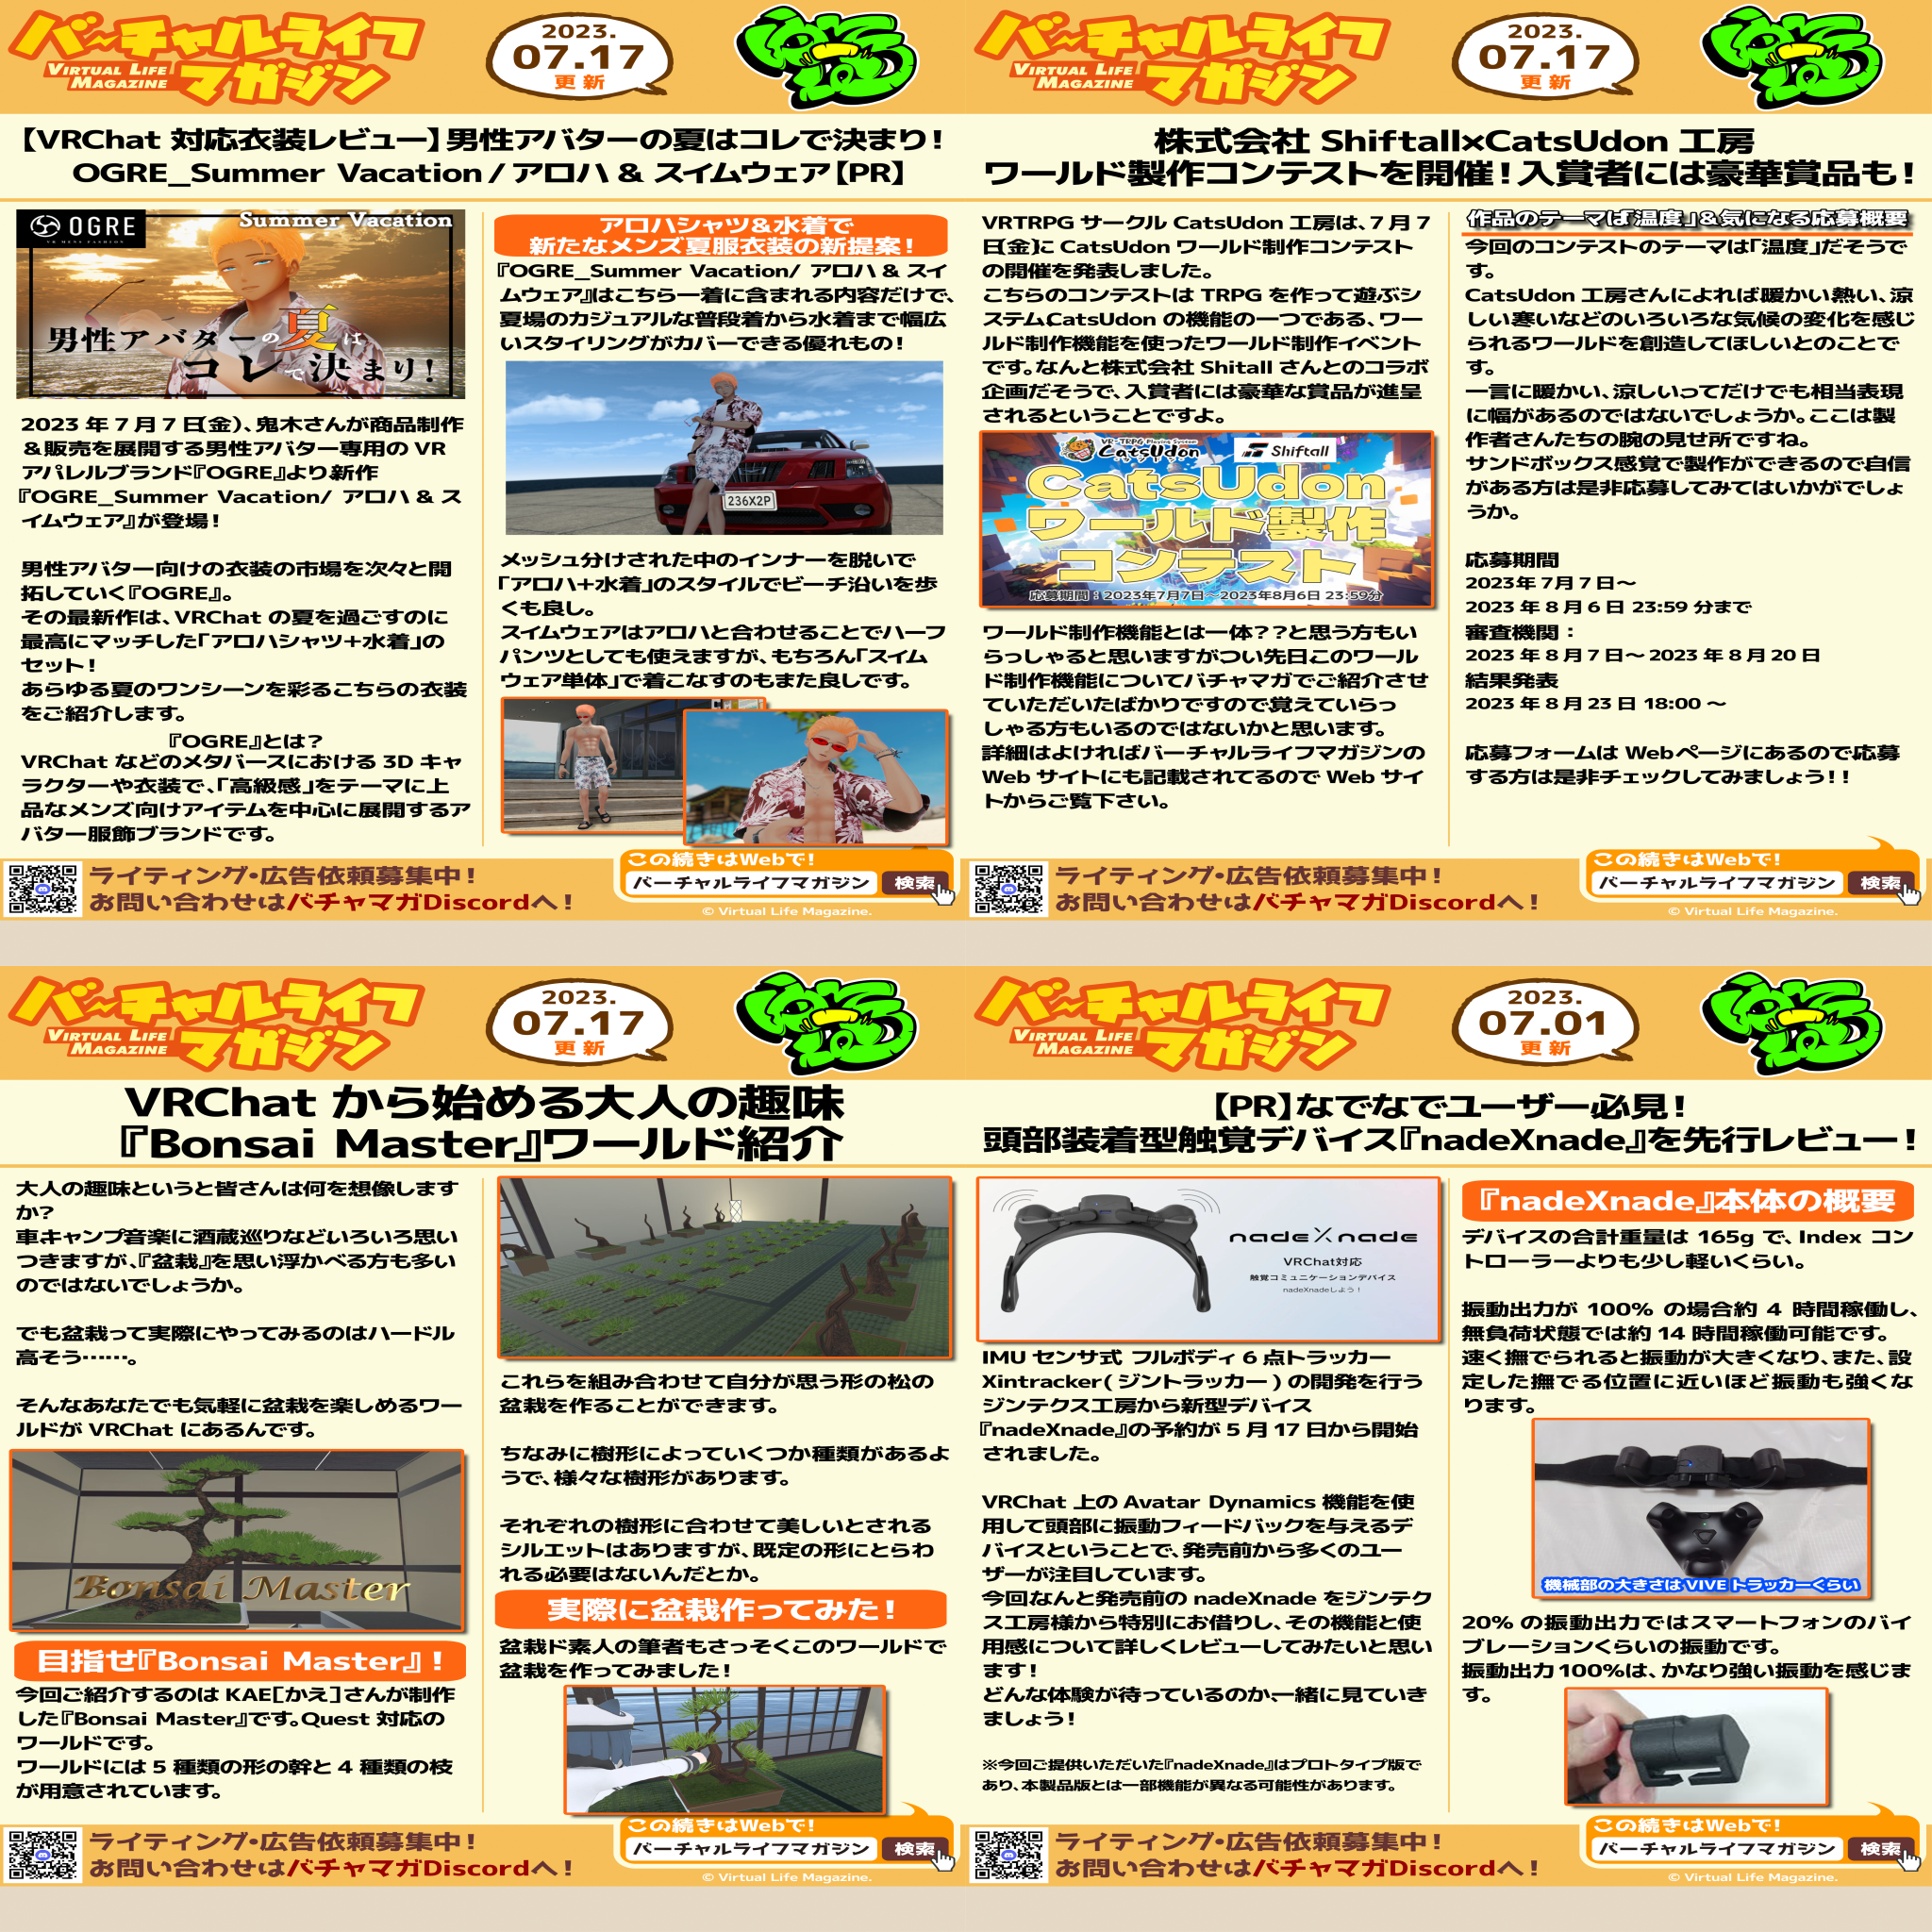 バーチャルライフ
マガジン
VIRTUAL LIFE
MAGAZINE
2023.
07.17
更新
【VRChat 対応衣装レビュー】男性アバターの夏はコレで決まり!
OGRE_Summer Vacation / アロハ & スイムウェア【PR】
OGRE
VR MENS FASHION
Summer Vacation
男性アバターの夏は
コレで決まり!
2023 年 7 月 7 日(金)、鬼木さんが商品制作
&販売を展開する男性アバター専用の VR
アパレルブランド『OGRE』より新作
『OGRE_Summer Vacation/ アロハ & ス
イムウェア』が登場!
男性アバター向けの衣装の市場を次々と開
拓していく『OGRE』。
その最新作は、VRChat の夏を過ごすのに
最高にマッチした「アロハシャツ+水着」の
セット!
あらゆる夏のワンシーンを彩るこちらの衣装
をご紹介します。
『OGRE』とは?
VRChat などのメタバースにおける 3D キャ
ラクターや衣装で、「高級感」をテーマに上
品なメンズ向けアイテムを中心に展開するア
バター服飾ブランドです。
アロハシャツ&水着で
新たなメンズ夏服衣装の新提案!
『OGRE_Summer Vacation/ アロハ & スイ
ムウェア』はこちら一着に含まれる内容だけで、
夏場のカジュアルな普段着から水着まで幅広
いスタイリングがカバーできる優れもの!
236X2P
メッシュ分けされた中のインナーを脱いで
「アロハ+水着」のスタイルでビーチ沿いを歩
くも良し。
スイムウェアはアロハと合わせることでハーフ
パンツとしても使えますが、もちろん「スイム
ウェア単体」で着こなすのもまた良しです。
ライティング・広告依頼募集中!
お問い合わせはバチャマガDiscordへ!
この続きはWebで!
バーチャルライフマガジン
検索
© Virtual Life Magazine.
バーチャルライフ
マガジン
VIRTUAL LIFE
MAGAZINE
2023.
07.17
更新
株式会社 Shiftall×CatsUdon 工房
ワールド製作コンテストを開催!入賞者には豪華賞品も!
VRTRPG サークル CatsUdon 工房は、7 月 7
日(金)に CatsUdon ワールド制作コンテスト
の開催を発表しました。
こちらのコンテストは TRPG を作って遊ぶシ
ステム、CatsUdon の機能の一つである、ワー
ルド制作機能を使ったワールド制作イベント
です。なんと株式会社 Shitall さんとのコラボ
企画だそうで、入賞者には豪華な賞品が進呈
されるということですよ。
VR-TRPG Playing System
CatsUdon
Shiftall
CatsUdon
ワールド製作
コンテスト
応募期間:2023年7月7日~2023年8月6日 23:59分
ワールド制作機能とは一体??と思う方もい
らっしゃると思いますがつい先日、このワール
ド制作機能についてバチャマガでご紹介させ
ていただいたばかりですので、覚えていらっ
しゃる方もいるのではないかと思います。
詳細はよければバーチャルライフマガジンの
Web サイトにも記載されてるので Web サイ
トからご覧下さい。
作品のテーマは「温度」&気になる応募概要
今回のコンテストのテーマは「温度」だそうで
す。
CatsUdon 工房さんによれば暖かい熱い、涼
しい寒いなどのいろいろな気候の変化を感じ
られるワールドを創造してほしいとのことで
す。
一言に暖かい、涼しいってだけでも相当表現
に幅があるのではないでしょうか。ここは製
作者さんたちの腕の見せ所ですね。
サンドボックス感覚で製作ができるので自信
がある方は是非応募してみてはいかがでしょ
うか。
応募期間
2023年 7月 7 日~
2023 年 8 月 6 日 23:59 分まで
審査機関:
2023 年 8 月 7 日~ 2023 年 8 月 20 日
結果発表
2023 年 8 月 23 日 18:00 ~
応募フォームは Webページにあるので応募
する方は是非チェックしてみましょう!!
ライティング・広告依頼募集中!
お問い合わせはバチャマガDiscordへ!
この続きはWebで!
バーチャルライフマガジン
検索
© Virtual Life Magazine.
バーチャルライフ
マガジン
VIRTUAL LIFE
MAGAZINE
2023.
07.17
更新
VRChat から始める大人の趣味
『Bonsai Master』ワールド紹介
大人の趣味というと皆さんは何を想像します
か?
車、キャンプ、音楽に酒蔵巡りなどいろいろ思い
つきますが、『盆栽』を思い浮かべる方も多い
のではないでしょうか。
でも盆栽って実際にやってみるのはハードル
高そう……。
そんなあなたでも気軽に盆栽を楽しめるワー
ルドが VRChat にあるんです。
Bonsai Master
目指せ『Bonsai Master』!
今回ご紹介するのは KAE[かえ]さんが制作
した『Bonsai Master』です。Quest 対応の
ワールドです。
ワールドには 5 種類の形の幹と 4 種類の枝
が用意されています。
これらを組み合わせて自分が思う形の松の
盆栽を作ることができます。
ちなみに樹形によっていくつか種類があるよ
うで、様々な樹形があります。
それぞれの樹形に合わせて美しいとされる
シルエットはありますが、既定の形にとらわ
れる必要はないんだとか。
実際に盆栽作ってみた!
盆栽ド素人の筆者もさっそくこのワールドで
盆栽を作ってみました!
ライティング・広告依頼募集中!
お問い合わせはバチャマガDiscordへ!
この続きはWebで!
バーチャルライフマガジン
検索
© Virtual Life Magazine.
バーチャルライフ
マガジン
VIRTUAL LIFE
MAGAZINE
2023.
07.01
更新
【PR】なでなでユーザー必見!
頭部装着型触覚デバイス『nadeXnade』を先行レビュー!
nadeXnade
VRChat対応
触覚コミュニケーションデバイス
nadeXnadeしよう!
IMU センサ式 フルボディ 6 点トラッカー
Xintracker( ジントラッカー ) の開発を行う
ジンテクス工房から新型デバイス
『nadeXnade』の予約が 5 月 17 日から開始
されました。
VRChat 上の Avatar Dynamics 機能を使
用して頭部に振動フィードバックを与えるデ
バイスということで、発売前から多くのユー
ザーが注目しています。
今回なんと発売前の nadeXnade をジンテク
ス工房様から特別にお借りし、その機能と使
用感について詳しくレビューしてみたいと思い
ます!
どんな体験が待っているのか、一緒に見ていき
ましょう!
※今回ご提供いただいた『nadeXnade』はプロトタイプ版で
あり、本製品版とは一部機能が異なる可能性があります。
『nadeXnade』本体の概要
デバイスの合計重量は 165g で、Index コン
トローラーよりも少し軽いくらい。
振動出力が 100% の場合約 4 時間稼働し、
無負荷状態では約 14 時間稼働可能です。
速く撫でられると振動が大きくなり、また、設
定した撫でる位置に近いほど振動も強くな
ります。
機械部の大きさは VIVE トラッカーくらい
20% の振動出力ではスマートフォンのバイ
ブレーションくらいの振動です。
振動出力100%は、かなり強い振動を感じま
す。
ライティング・広告依頼募集中!
お問い合わせはバチャマガDiscordへ!
この続きはWebで!
バーチャルライフマガジン
検索
© Virtual Life Magazine.